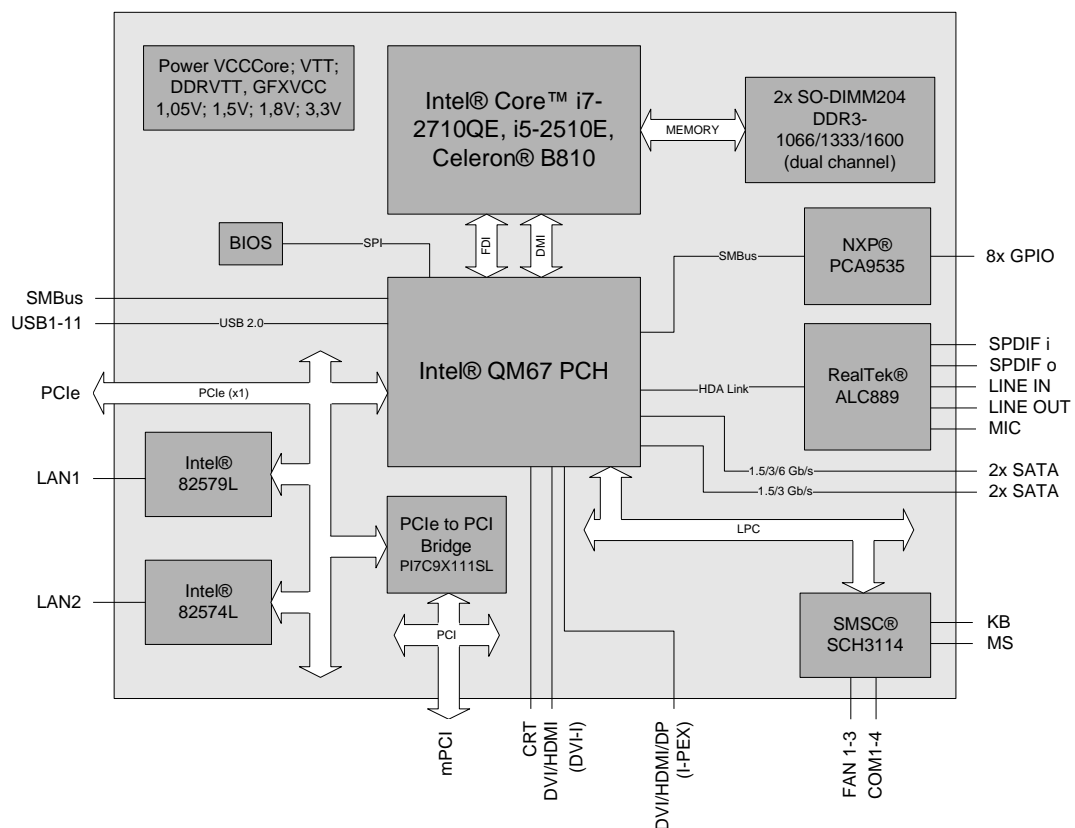 Power VCCCore; VTT;
DDRVTT, GFXVCC
1,05V; 1,5V; 1,8V; 3,3V
Intel® Core™ i7-
2710QE, i5-2510E,
Celeron® B810
MEMORY
2x SO-DIMM204
DDR3-
1066/1333/1600
(dual channel)
BIOS
SPI
FDI
DMI
SMBus
NXP®
PCA9535
8x GPIO
SMBus
USB1-11
USB 2.0
Intel® QM67 PCH
HDA Link
RealTek®
ALC889
SPDIF i
SPDIF o
LINE IN
LINE OUT
MIC
PCIe
PCIe (x1)
LAN1
Intel®
82579L
1.5/3/6 Gb/s
2x SATA
1.5/3 Gb/s
2x SATA
LPC
PCIe to PCI
Bridge
PI7C9X111SL
LAN2
Intel®
82574L
PCI
SMSC®
SCH3114
KB
MS
mPCI
CRT
DVI/HDMI
(DVI-I)
DVI/HDMI/DP
(I-PEX)
FAN 1-3
COM1-4